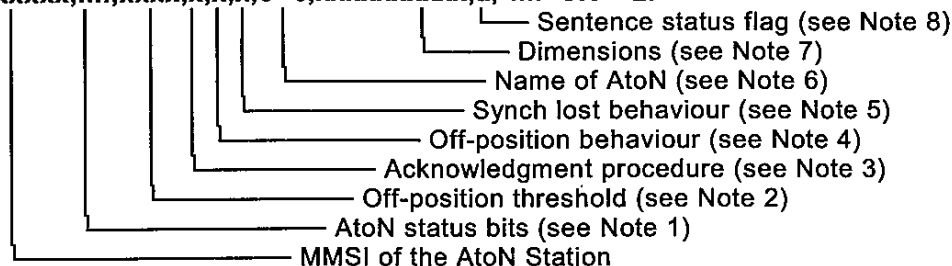 Sentence status flag (see Note 8)
Dimensions (see Note 7)
Name of AtoN (see Note 6)
Synch lost behaviour (see Note 5)
Off-position behaviour (see Note 4)
Acknowledgment procedure (see Note 3)
Off-position threshold (see Note 2)
AtoN status bits (see Note 1)
MMSI of the AtoN Station